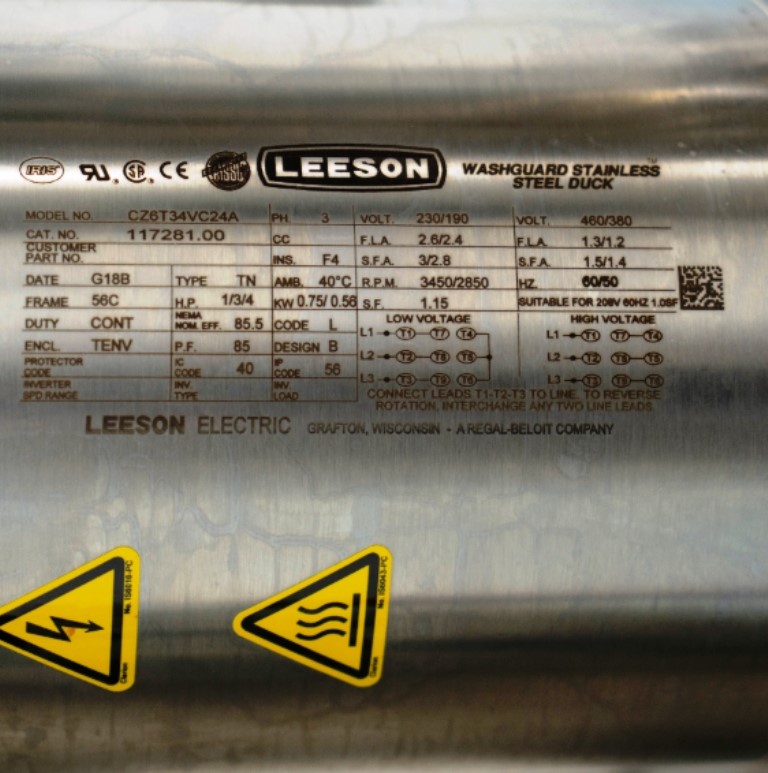 IRIS UL CSA CE LEESON WASHGUARD STAINLESS
STEEL DUCK
MODEL NO. CZ6T34VC24A PH. 3 VOLT. 230/190 VOLT. 460/380
CAT. NO. 117281.00 CC F.L.A. 2.6/2.4 F.L.A. 1.3/1.2
CUSTOMER
PART NO. INS. F4 S.F.A. 3/2.8 S.F.A. 1.5/1.4
DATE G18B TYPE TN AMB. 40°C R.P.M. 3450/2850 HZ. 60/50
FRAME 56C H.P. 1/3/4 KW 0.75/ 0.56 S.F. 1.15 SUITABLE FOR 208V 60HZ 1.0SF
DUTY CONT NEMA
NOM. EFF. 85.5 CODE L LOW VOLTAGE HIGH VOLTAGE
L1 T1 T7 T4 L1 T1 T7 T4
ENCL. TENV P.F. 85 DESIGN B L2 T2 T8 T5 L2 T2 T8 T5
PROTECTOR
CODE IC
CODE 40 IP
CODE 56 L3 T3 T9 T6 L3 T3 T9 T6
INVERTER
SPD RANGE INV.
TYPE INV
LOAD CONNECT LEADS T1-T2-T3 TO LINE. TO REVERSE
ROTATION, INTERCHANGE ANY TWO LINE LEADS.
LEESON ELECTRIC GRAFTON, WISCONSIN - A REGAL-BELOIT COMPANY
Clarion
Clarion